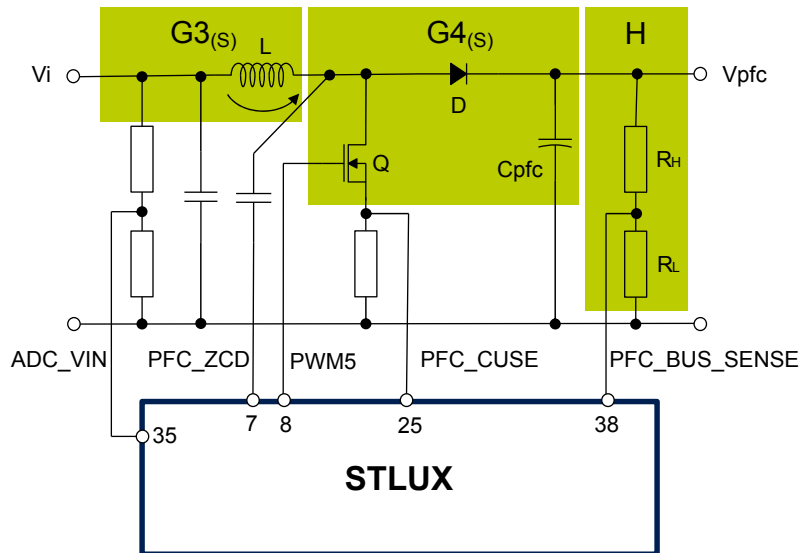 G3(S) G4(S) H
L
Vi Vpfc
D
Q Cpfc RH
RL
ADC_VIN PFC_ZCD PWM5 PFC_CUSE PFC_BUS_SENSE
7 8 25 38
35
STLUX